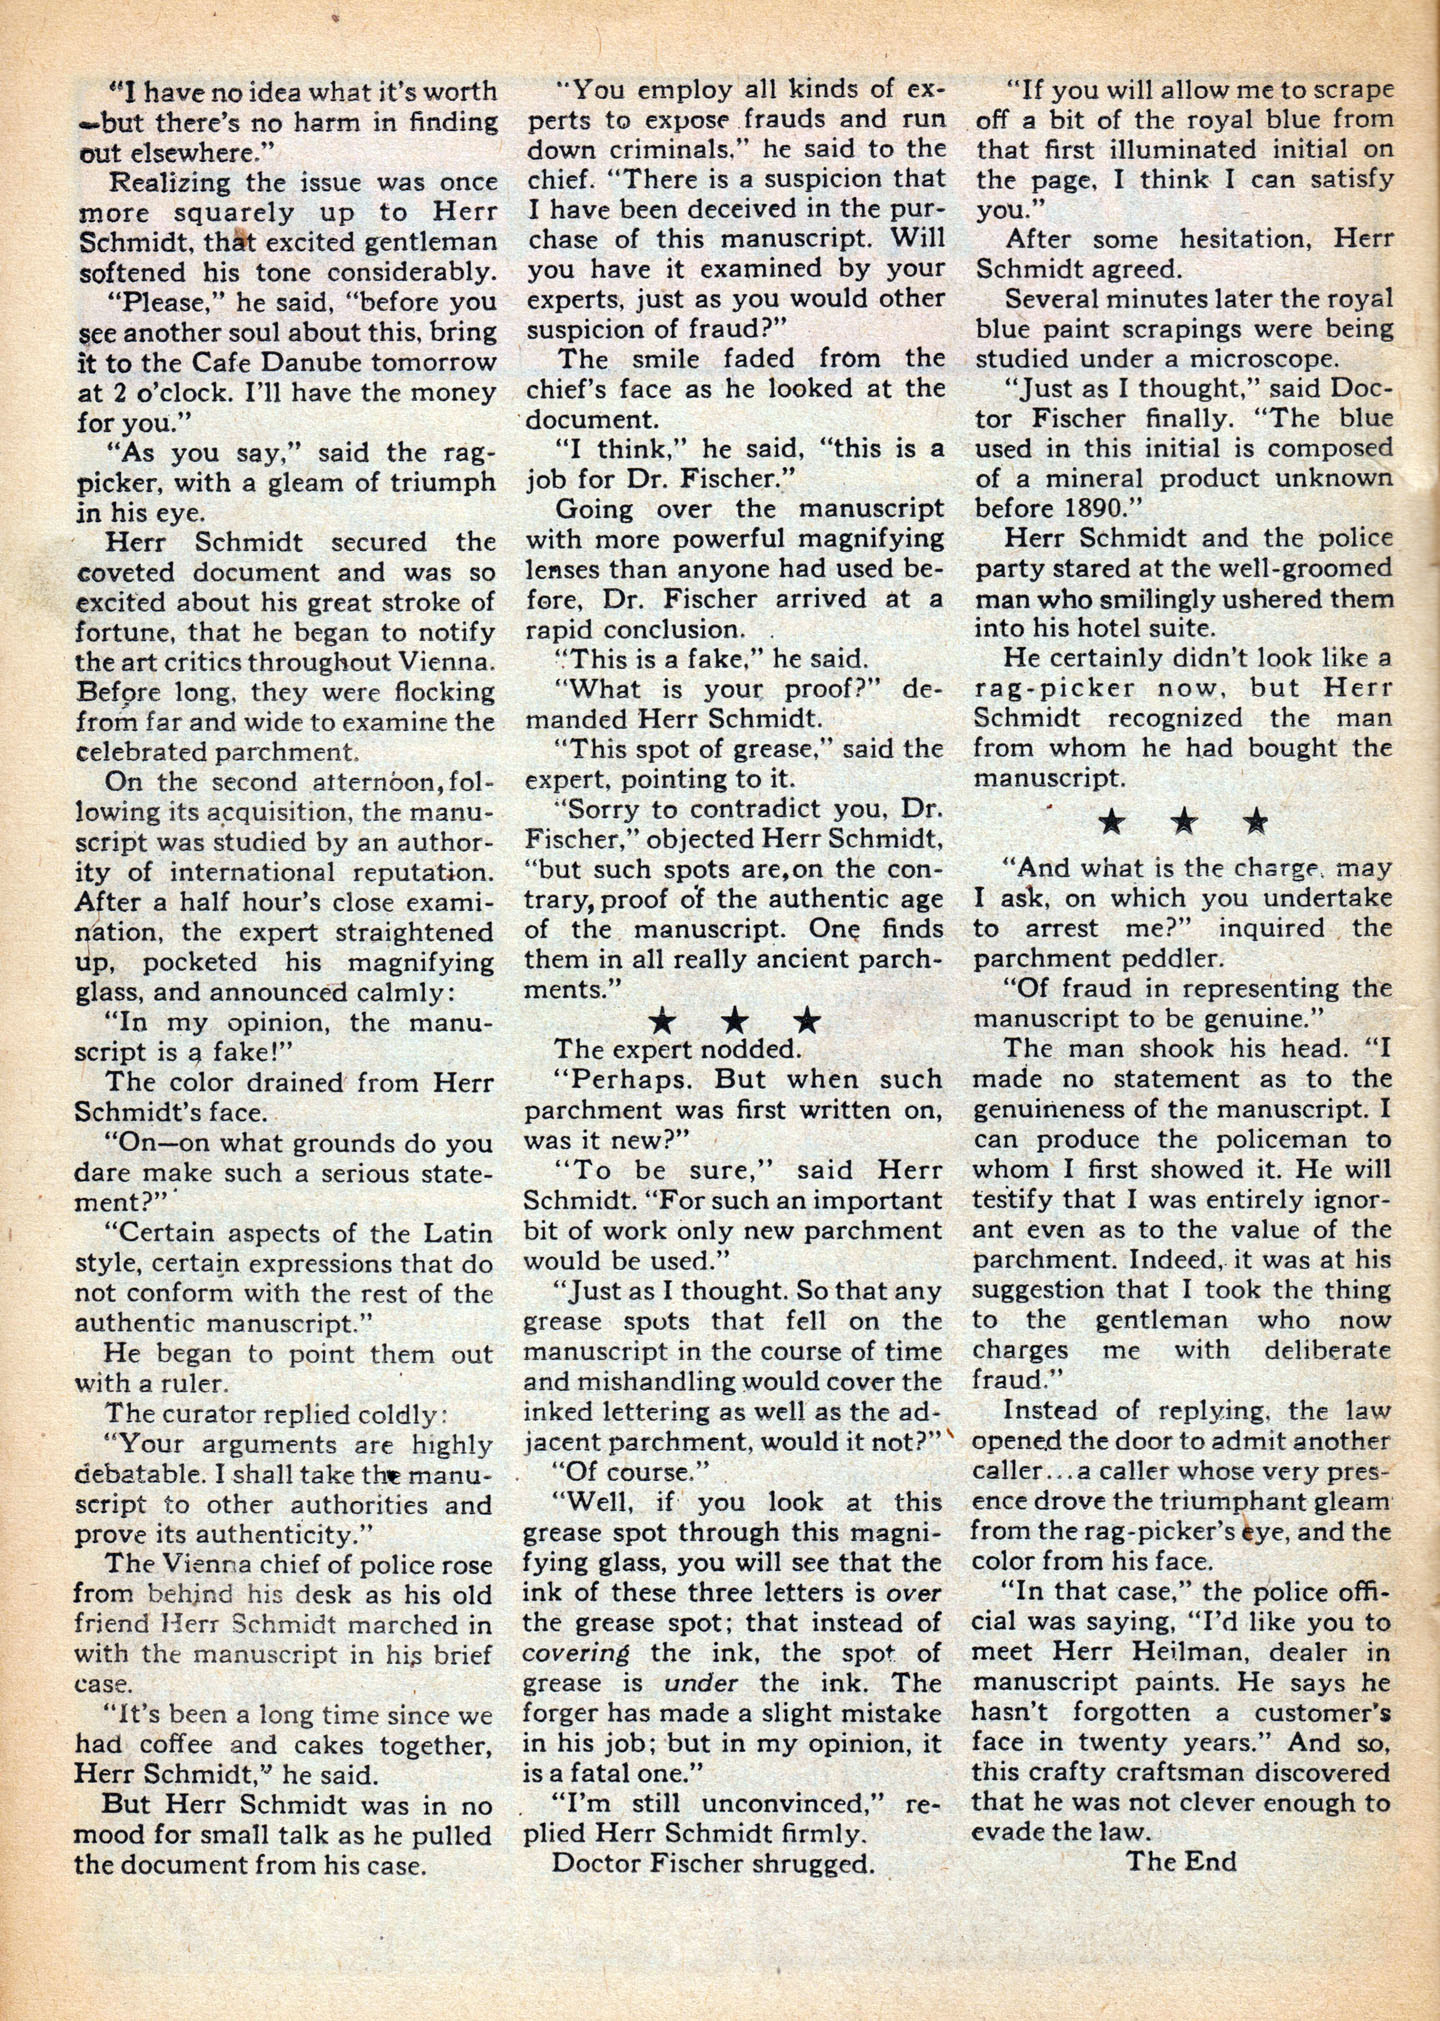 "I have no idea what it's worth
—but there's no harm in finding
out elsewhere."
Realizing the issue was once
more squarely up to Herr
Schmidt, that excited gentleman
softened his tone considerably.
"Please," he said, "before you
see another soul about this, bring
it to the Cafe Danube tomorrow
at 2 o'clock. I'll have the money
for you."
"As you say," said the rag-
picker, with a gleam of triumph
in his eye.
Herr Schmidt secured the
coveted document and was so
excited about his great stroke of
fortune, that he began to notify
the art critics throughout Vienna.
Before long, they were flocking
from far and wide to examine the
celebrated parchment.
On the second afternoon, fol-
lowing its acquisition, the manu-
script was studied by an author-
ity of international reputation.
After a half hour's close exami-
nation, the expert straightened
up, pocketed his magnifying
glass, and announced calmly:
"In my opinion, the manu-
script is a fake!"
The color drained from Herr
Schmidt's face.
"On—on what grounds do you
dare make such a serious state-
ment?"
"Certain aspects of the Latin
style, certain expressions that do
not conform with the rest of the
authentic manuscript."
He began to point them out
with a ruler.
The curator replied coldly:
"Your arguments are highly
debatable. I shall take the manu-
script to other authorities and
prove its authenticity."
The Vienna chief of police rose
from behind his desk as his old
friend Herr Schmidt marched in
with the manuscript in his brief
case.
"It's been a long time since we
had coffee and cakes together,
Herr Schmidt," he said.
But Herr Schmidt was in no
mood for small talk as he pulled
the document from his case.
"You employ all kinds of ex-
perts to expose frauds and run
down criminals," he said to the
chief. "There is a suspicion that
I have been deceived in the pur-
chase of this manuscript. Will
you have it examined by your
experts, just as you would other
suspicion of fraud?"
The smile faded from the
chief's face as he looked at the
document.
"I think," he said, "this is a
job for Dr. Fischer."
Going over the manuscript
with more powerful magnifying
lenses than anyone had used be-
fore, Dr. Fischer arrived at a
rapid conclusion.
"This is a fake," he said.
"What is your proof?" de-
manded Herr Schmidt.
"This spot of grease," said the
expert, pointing to it.
"Sorry to contradict you, Dr.
Fischer," objected Herr Schmidt,
"but such spots are, on the con-
trary, proof of the authentic age
of the manuscript. One finds
them in all really ancient parch-
ments."
★ ★ ★
The expert nodded.
"Perhaps. But when such
parchment was first written on,
was it new?"
"To be sure," said Herr
Schmidt. "For such an important
bit of work only new parchment
would be used."
"Just as I thought. So that any
grease spots that fell on the
manuscript in the course of time
and mishandling would cover the
inked lettering as well as the ad-
jacent parchment, would it not?"
"Of course."
"Well, if you look at this
grease spot through this magni-
fying glass, you will see that the
ink of these three letters is over
the grease spot; that instead of
covering the ink, the spot of
grease is under the ink. The
forger has made a slight mistake
in his job; but in my opinion, it
is a fatal one."
"I'm still unconvinced," re-
plied Herr Schmidt firmly.
Doctor Fischer shrugged.
"If you will allow me to scrape
off a bit of the royal blue from
that first illuminated initial on
the page, I think I can satisfy
you."
After some hesitation, Herr
Schmidt agreed.
Several minutes later the royal
blue paint scrapings were being
studied under a microscope.
"Just as I thought," said Doc-
tor Fischer finally. "The blue
used in this initial is composed
of a mineral product unknown
before 1890."
Herr Schmidt and the police
party stared at the well-groomed
man who smilingly ushered them
into his hotel suite.
He certainly didn't look like a
rag-picker now, but Herr
Schmidt recognized the man
from whom he had bought the
manuscript.
★ ★ ★
"And what is the charge, may
I ask, on which you undertake
to arrest me?" inquired the
parchment peddler.
"Of fraud in representing the
manuscript to be genuine."
The man shook his head. "I
made no statement as to the
genuineness of the manuscript. I
can produce the policeman to
whom I first showed it. He will
testify that I was entirely ignor-
ant even as to the value of the
parchment. Indeed, it was at his
suggestion that I took the thing
to the gentleman who now
charges me with deliberate
fraud."
Instead of replying, the law
opened the door to admit another
caller...a caller whose very pres-
ence drove the triumphant gleam
from the rag-picker's eye, and the
color from his face.
"In that case," the police offi-
cial was saying, "I'd like you to
meet Herr Heilman, dealer in
manuscript paints. He says he
hasn't forgotten a customer's
face in twenty years." And so,
this crafty craftsman discovered
that he was not clever enough to
evade the law.
The End